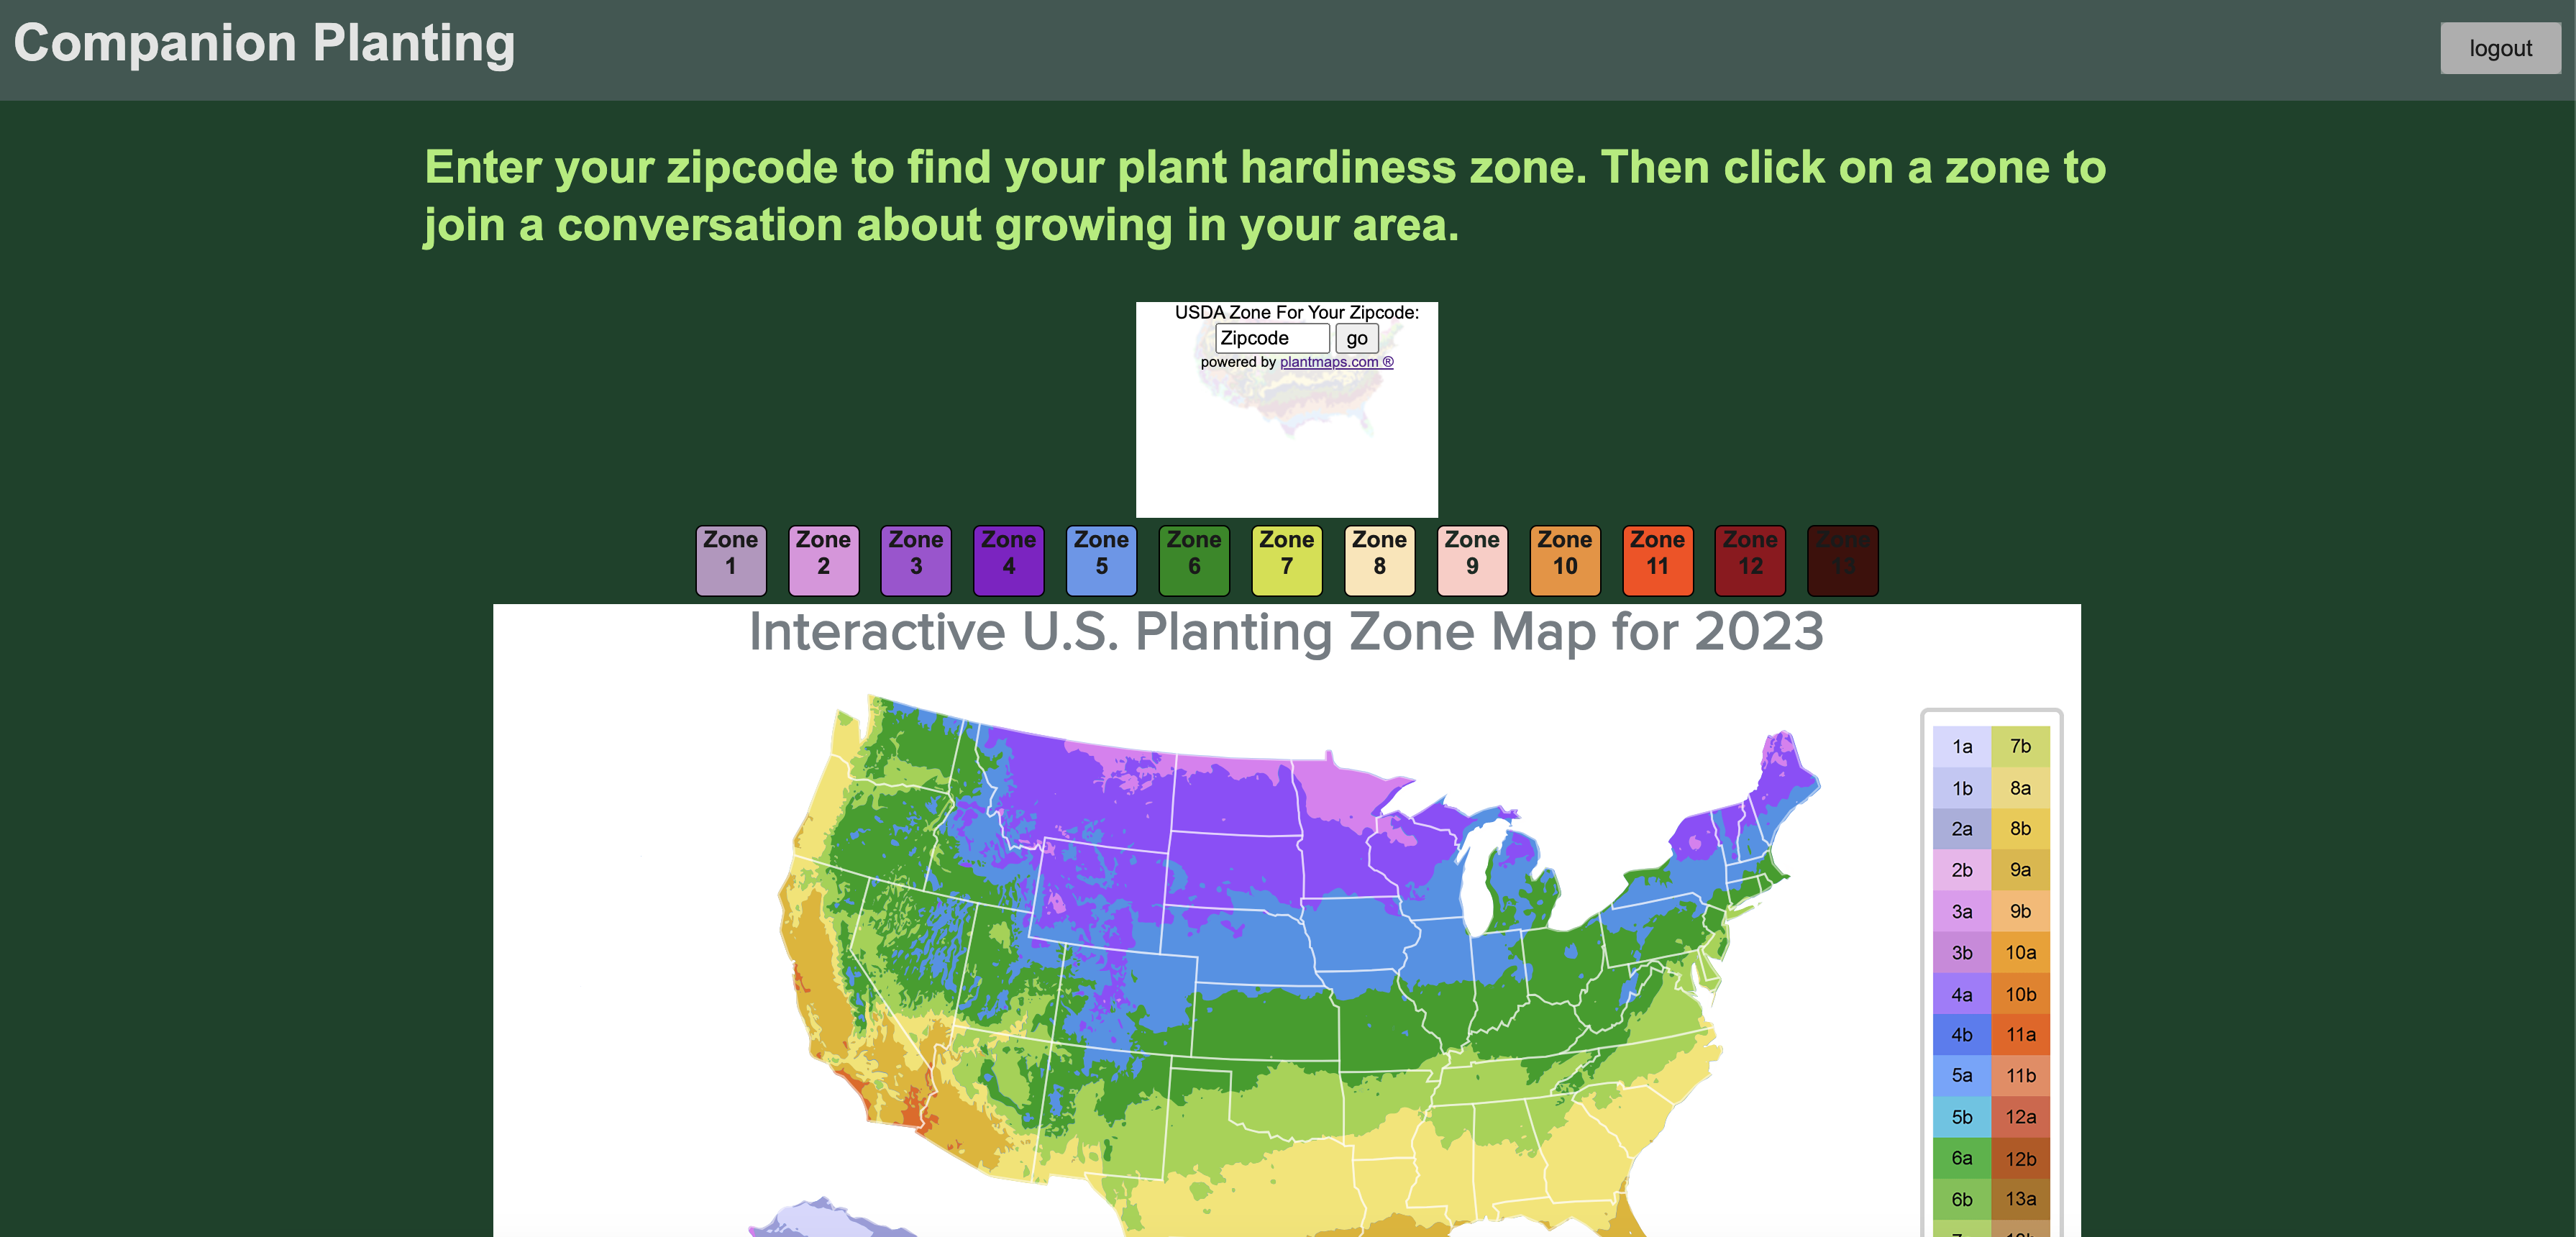 Companion Planting
logout
Enter your zipcode to find your plant hardiness zone. Then click on a zone to
join a conversation about growing in your area.
USDA Zone For Your Zipcode:
Zipcode go
powered by plantmaps.com ®
Zone 1
Zone 2
Zone 3
Zone 4
Zone 5
Zone 6
Zone 7
Zone 8
Zone 9
Zone 10
Zone 11
Zone 12
Zone 13
Interactive U.S. Planting Zone Map for 2023
1a 7b
1b 8a
2a 8b
2b 9a
3a 9b
3b 10a
4a 10b
4b 11a
5a 11b
5b 12a
6a 12b
6b 13a